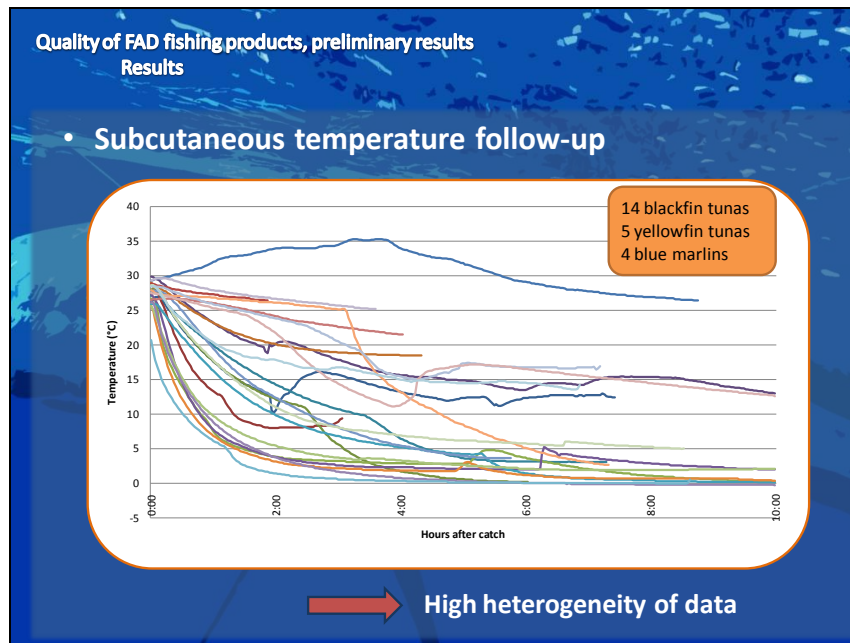 Quality of FAD fishing products, preliminary results
Results
• Subcutaneous temperature follow-up
14 blackfin tunas
5 yellowfin tunas
4 blue marlins
40
35
30
25
20
15
10
5
0
-5
Temperature (°C)
0:00
2:00
4:00
6:00
8:00
10:00
Hours after catch
High heterogeneity of data